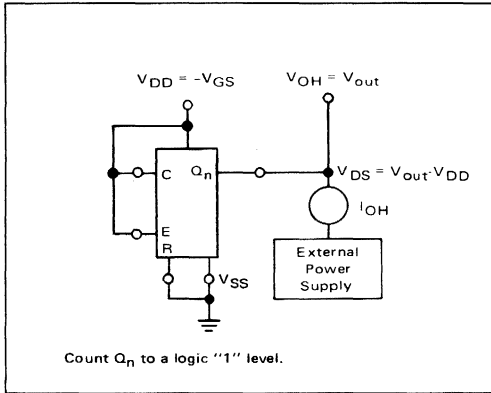 VDD = -VGS
VOH = Vout
C
Qn
VDS = Vout-VDD
E
IOH
R
External
Power
Supply
VSS
Count Qn to a logic "1" level.